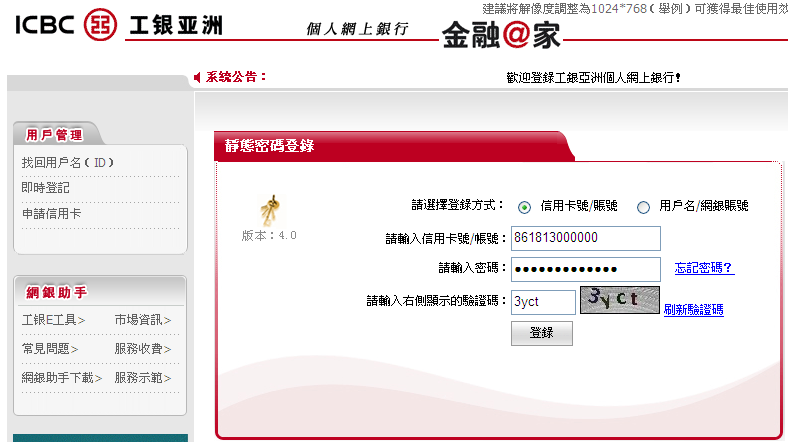 建議將解像度調整為1024*768（舉例）可獲得最佳使用效
ICBC 工银亚洲
個人網上銀行
金融@家
系統公告：
歡迎登錄工銀亞洲個人網上銀行!
用戶管理
找回用戶名（ID）
即時登記
申請信用卡
網銀助手
工银E工具> 市場資訊>
常見問題> 服務收費>
網銀助手下載> 服務示範>
靜態密碼登錄
版本：4.0
請選擇登錄方式： 信用卡號/賬號 用戶名/網銀賬號
請輸入信用卡號/帳號： 861813000000
請輸入密碼： ●●●●●●●●●●●●● 忘記密碼?
請輸入右側顯示的驗證碼： 3yct 3yct 刷新驗證碼
登錄